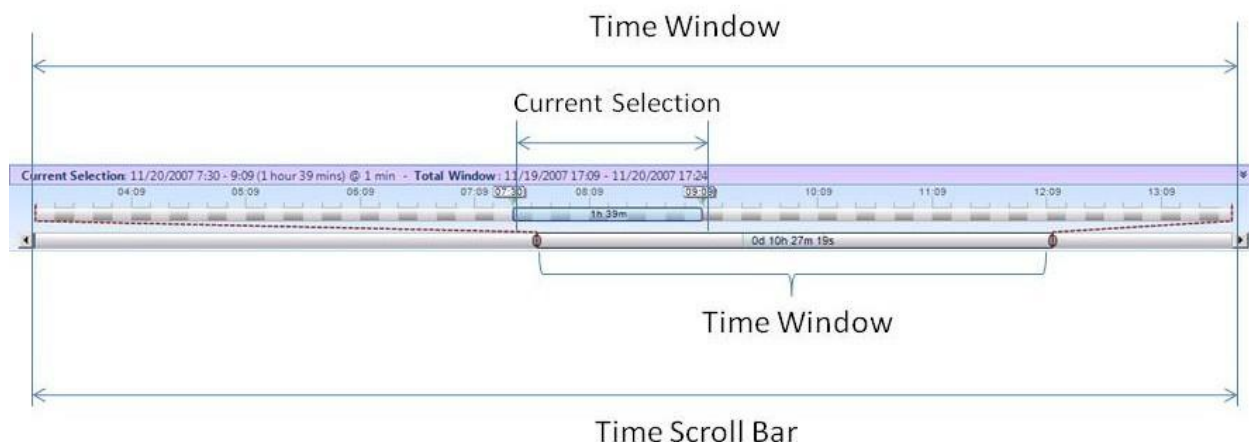 Time Window
Current Selection
Current Selection: 11/20/2007 7:30 - 9:09 (1 hour 39 mins) @ 1 min - Total Window: 11/19/2007 17:09 - 11/20/2007 17:24
04:09 05:09 06:09 07:09 07:30 08:09 09:09 10:09 11:09 12:09 13:09
1h 39m
0d 10h 27m 19s
Time Window
Time Scroll Bar